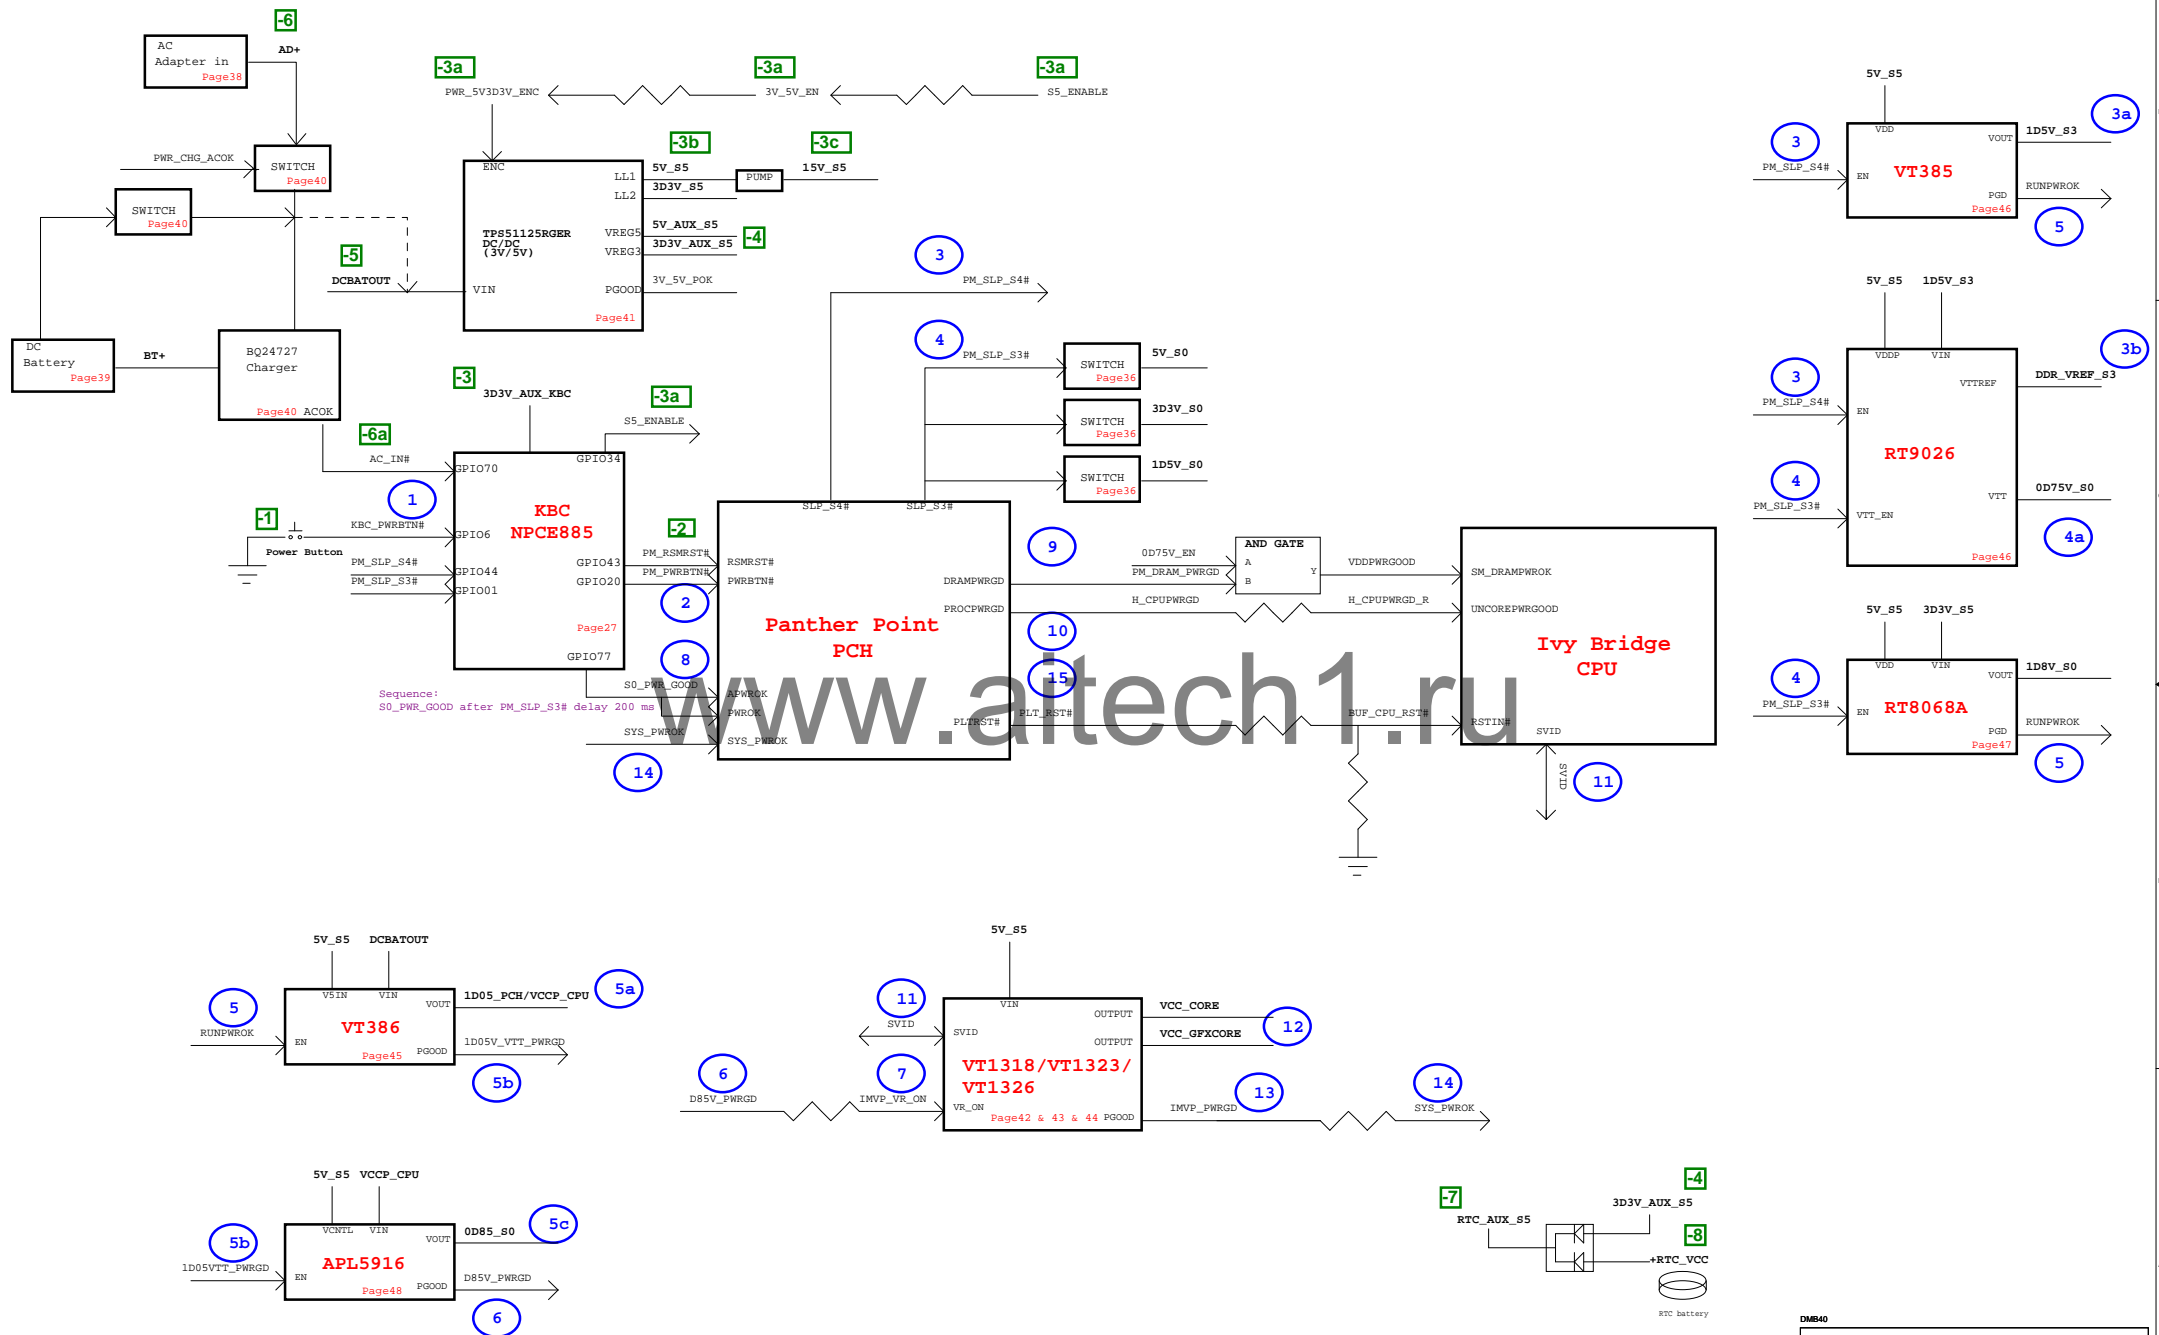 -6
AC
Adapter in
Page38
AD+
PWR_CHG_ACOK
SWITCH
Page40
SWITCH
Page40
-5
DCBATOUT
DC
Battery
Page39
BT+
BQ24727
Charger
Page40 ACOK
-6a
AC_IN#
-3a
PWR_5V3D3V_ENC
-3a
3V_5V_EN
-3a
S5_ENABLE
ENC
TPS51125RGER
DC/DC
(3V/5V)
VIN
LL1
LL2
VREG5
VREG3
PGOOD
Page41
-3b
5V_S5
3D3V_S5
PUMP
-3c
15V_S5
5V_AUX_S5
3D3V_AUX_S5
-4
3V_5V_POK
-3
3D3V_AUX_KBC
-3a
S5_ENABLE
GPIO70
GPIO34
1
-1
KBC_PWRBTN#
Power Button
GPIO6
PM_SLP_S4#
GPIO44
PM_SLP_S3#
GPIO01
KBC
NPCE885
GPIO43
GPIO20
Page27
GPIO77
-2
PM_RSMRST#
PM_PWRBTN#
2
8
S0_PWR_GOOD
Sequence:
S0_PWR_GOOD after PM_SLP_S3# delay 200 ms
SYS_PWROK
14
3
PM_SLP_S4#
4
PM_SLP_S3#
SWITCH
Page36
5V_S0
SWITCH
Page36
3D3V_S0
SWITCH
Page36
1D5V_S0
SLP_S4#
SLP_S3#
RSMRST#
PWRBTN#
DRAMPWRGD
PROCPWRGD
Panther Point
PCH
APWROK
PWROK
SYS_PWROK
PLTRST#
9
10
15
0D75V_EN
PM_DRAM_PWRGD
AND GATE
A
B
Y
VDDPWRGOOD
H_CPUPWRGD
H_CPUPWRGD_R
PLT_RST#
BUF_CPU_RST#
SM_DRAMPWROK
UNCOREPWRGOOD
Ivy Bridge
CPU
RSTIN#
SVID
SVID
11
www.aitech1.ru
5V_S5
3
PM_SLP_S4#
VDD
EN
VT385
VOUT
PGD
Page46
1D5V_S3
3a
RUNPWROK
5
5V_S5
1D5V_S3
3
PM_SLP_S4#
4
PM_SLP_S3#
VDDP
VIN
VTTREF
EN
RT9026
VTT
VTT_EN
Page46
DDR_VREF_S3
3b
0D75V_S0
4a
5V_S5
3D3V_S5
4
PM_SLP_S3#
VDD
VIN
VOUT
EN
RT8068A
PGD
Page47
1D8V_S0
RUNPWROK
5
5V_S5
DCBATOUT
5
RUNPWROK
V5IN
VIN
VOUT
VT386
EN
Page45
PGOOD
1D05_PCH/VCCP_CPU
5a
1D05V_VTT_PWRGD
5b
5V_S5
VCCP_CPU
5b
1D05VTT_PWRGD
VCNTL
VIN
VOUT
APL5916
EN
Page48
PGOOD
0D85_S0
5c
D85V_PWRGD
6
5V_S5
11
SVID
6
D85V_PWRGD
7
IMVP_VR_ON
VIN
SVID
OUTPUT
OUTPUT
VT1318/VT1323/
VT1326
VR_ON
Page42 & 43 & 44
PGOOD
VCC_CORE
VCC_GFXCORE
12
IMVP_PWRGD
13
14
SYS_PWROK
-7
RTC_AUX_S5
-4
3D3V_AUX_S5
-8
+RTC_VCC
RTC battery
DMB40